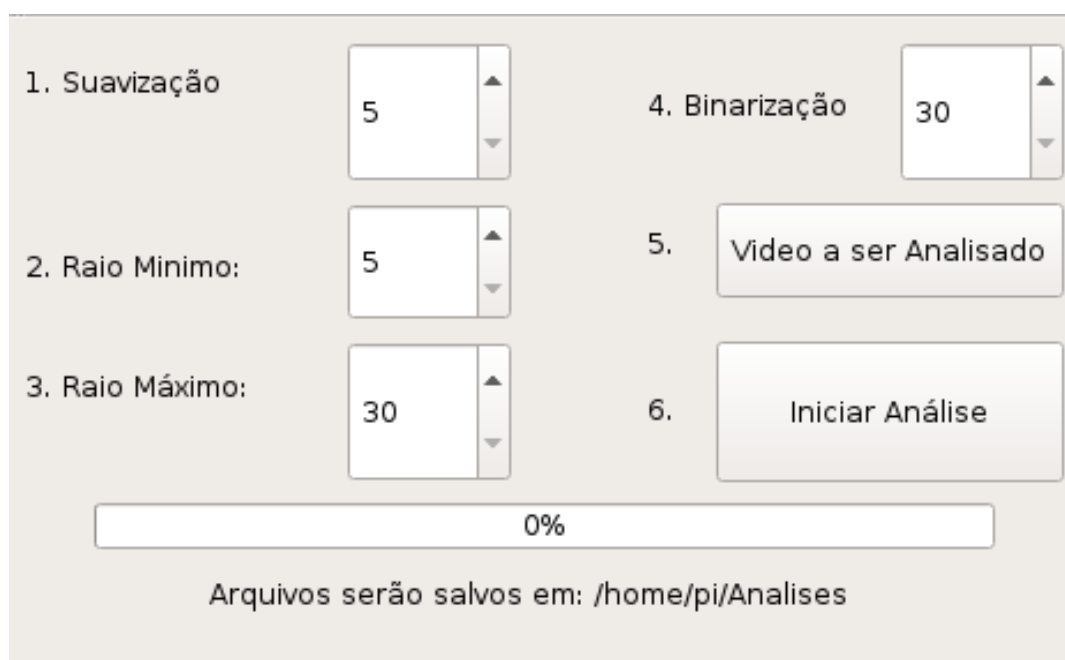 1. Suavização
5
2. Raio Minimo:
5
3. Raio Máximo:
30
4. Binarização
30
5.
Video a ser Analisado
6.
Iniciar Análise
0%
Arquivos serão salvos em: /home/pi/Analises